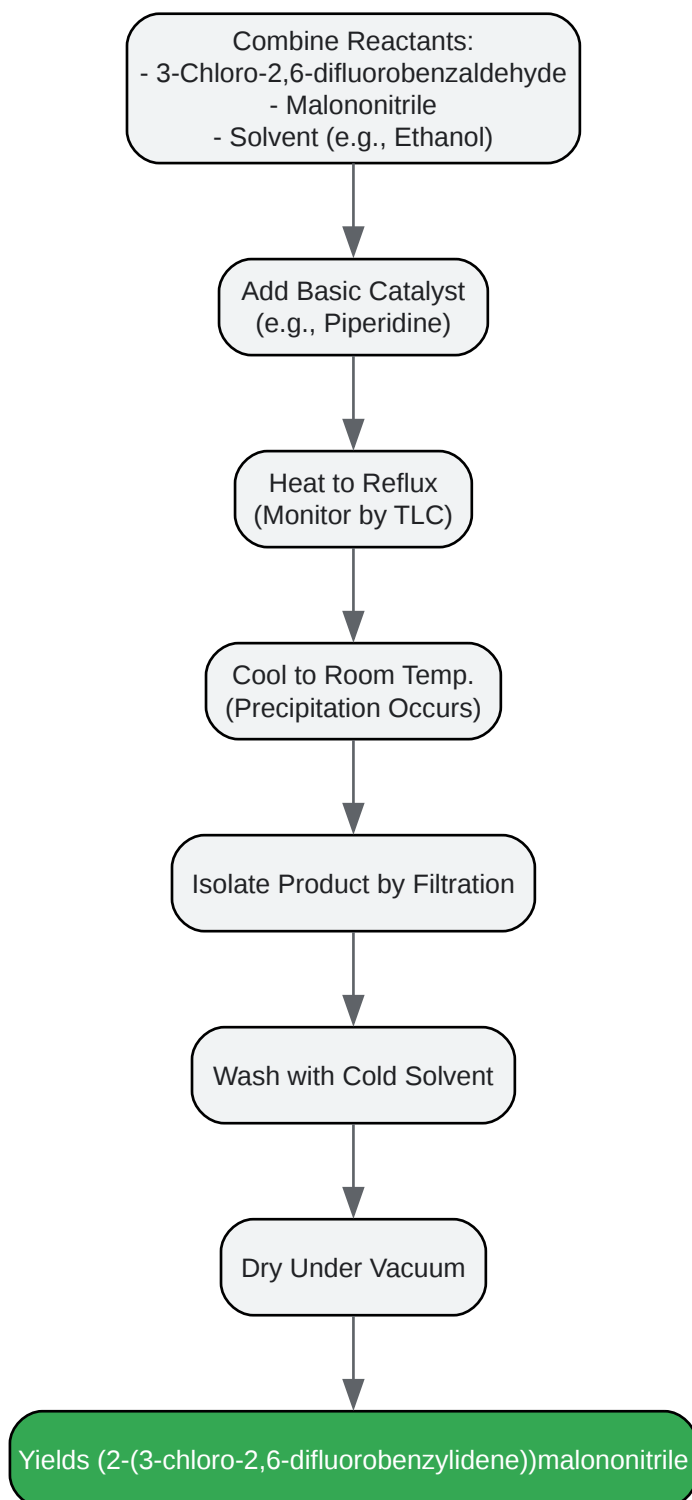 Combine Reactants:
- 3-Chloro-2,6-difluorobenzaldehyde
- Malononitrile
- Solvent (e.g., Ethanol)
Add Basic Catalyst
(e.g., Piperidine)
Heat to Reflux
(Monitor by TLC)
Cool to Room Temp.
(Precipitation Occurs)
Isolate Product by Filtration
Wash with Cold Solvent
Dry Under Vacuum
Yields (2-(3-chloro-2,6-difluorobenzylidene))malononitrile